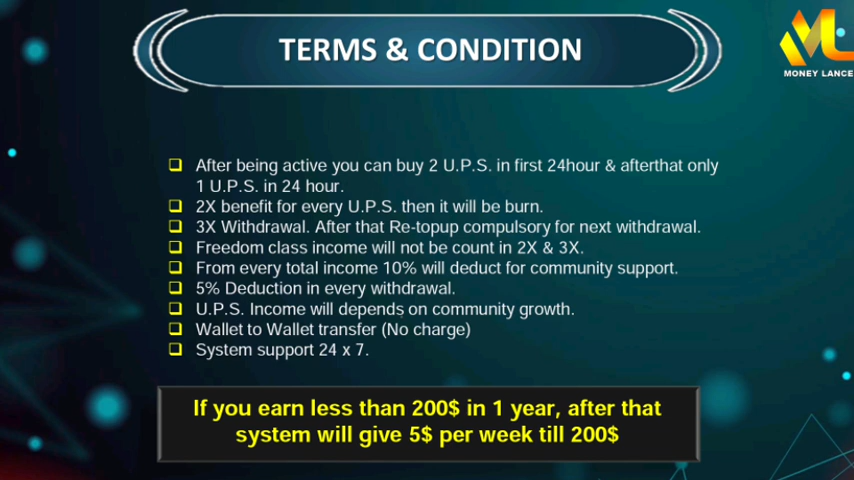 TERMS & CONDITION
MONEY LANCE
After being active you can buy 2 U.P.S. in first 24hour & afterthat only
1 U.P.S. in 24 hour.
2X benefit for every U.P.S. then it will be burn.
3X Withdrawal. After that Re-topup compulsory for next withdrawal.
Freedom class income will not be count in 2X & 3X.
From every total income 10% will deduct for community support.
5% Deduction in every withdrawal.
U.P.S. Income will depends on community growth.
Wallet to Wallet transfer (No charge)
System support 24 x 7.
If you earn less than 200$ in 1 year, after that
system will give 5$ per week till 200$